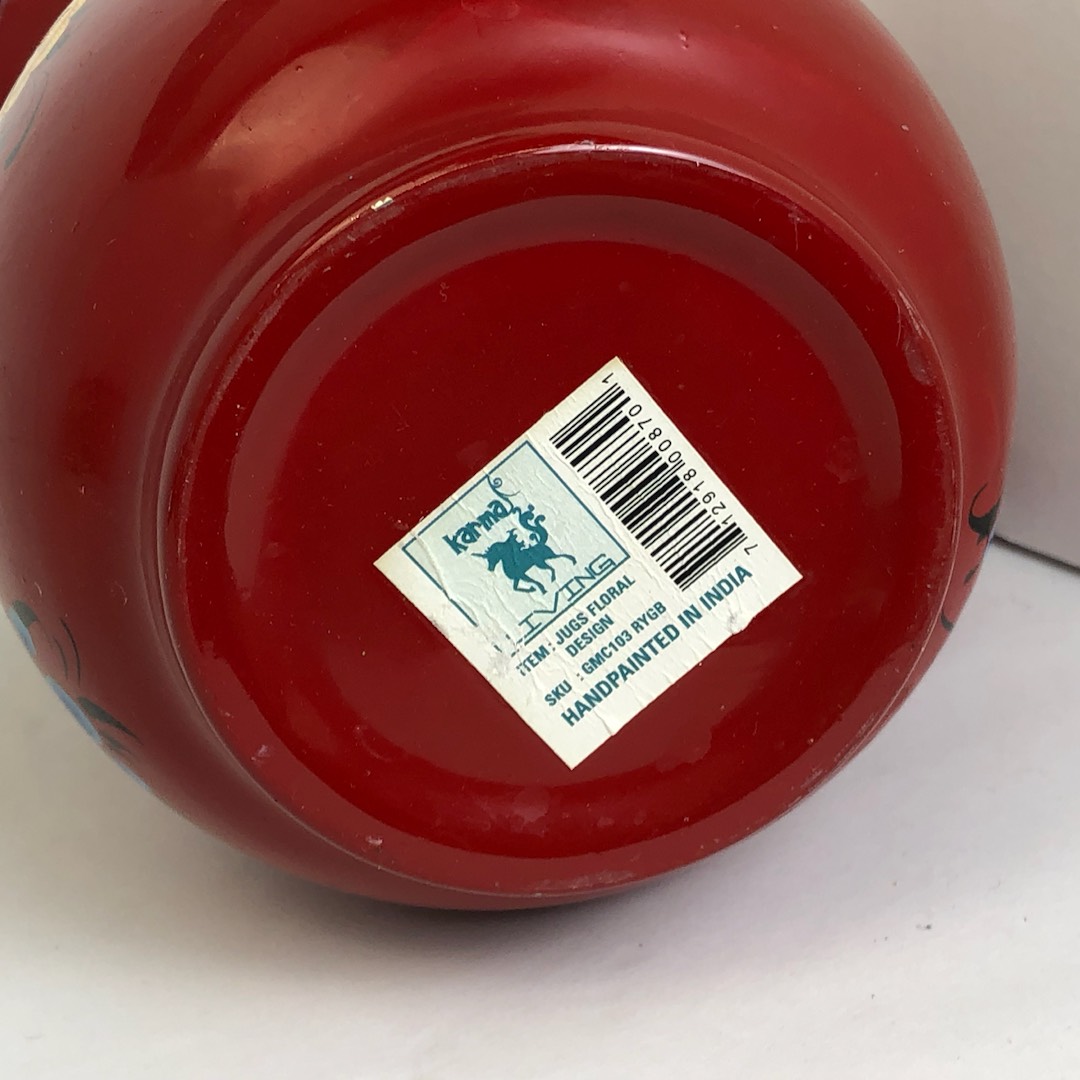 karma
LIVING
ITEM : JUGS FLORAL
DESIGN
SKU : GMC103 RYGB
HANDPAINTED IN INDIA
7 12918 00870 1